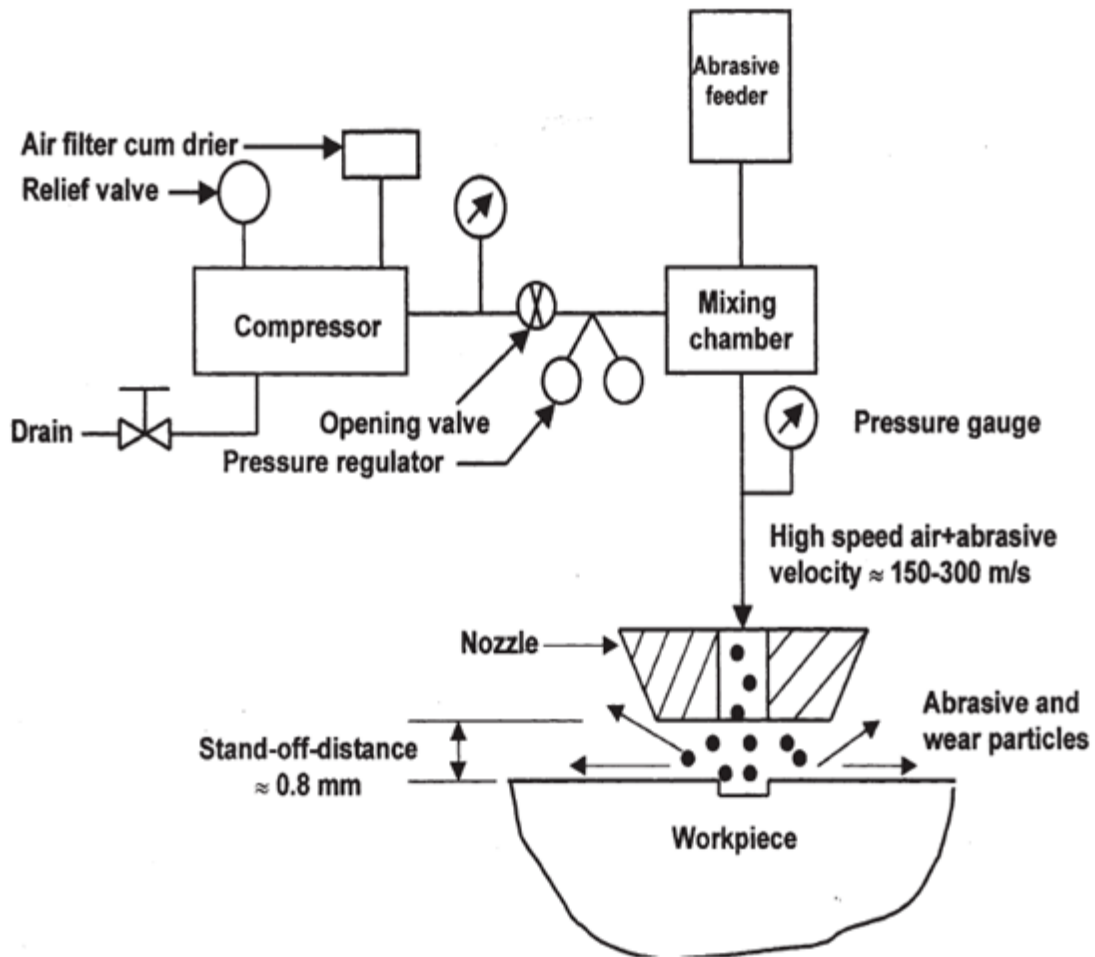 Abrasive
feeder
Air filter cum drier
Relief valve
Compressor
Mixing
chamber
Opening valve
Drain
Pressure regulator
Pressure gauge
High speed air+abrasive
velocity ≈ 150-300 m/s
Nozzle
Abrasive and
wear particles
Stand-off-distance
≈ 0.8 mm
Workpiece